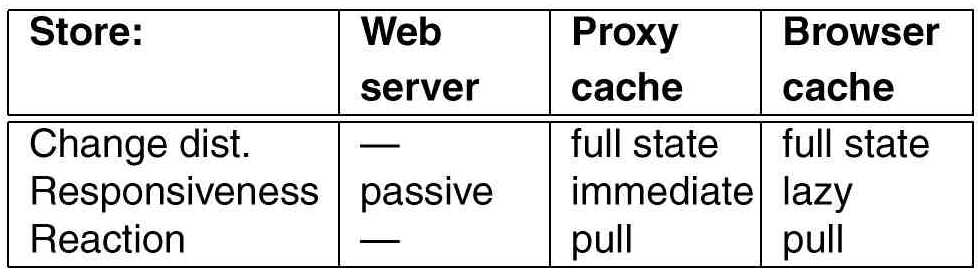 Store: Web server Proxy cache Browser cache
Change dist. — full state full state
Responsiveness passive immediate lazy
Reaction — pull pull